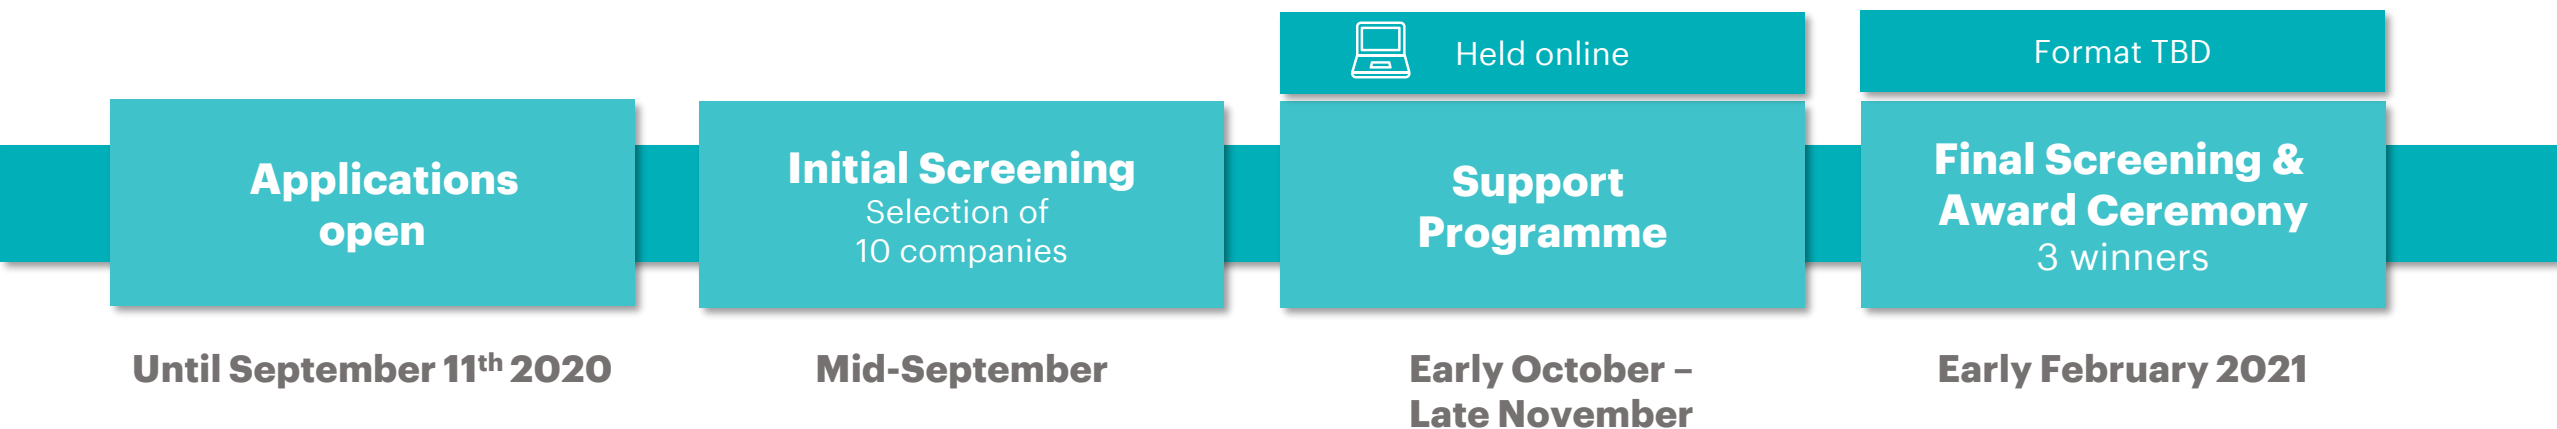 Applications
open
Until September 11th 2020
Initial Screening
Selection of
10 companies
Mid-September
Held online
Support
Programme
Early October –
Late November
Format TBD
Final Screening &
Award Ceremony
3 winners
Early February 2021